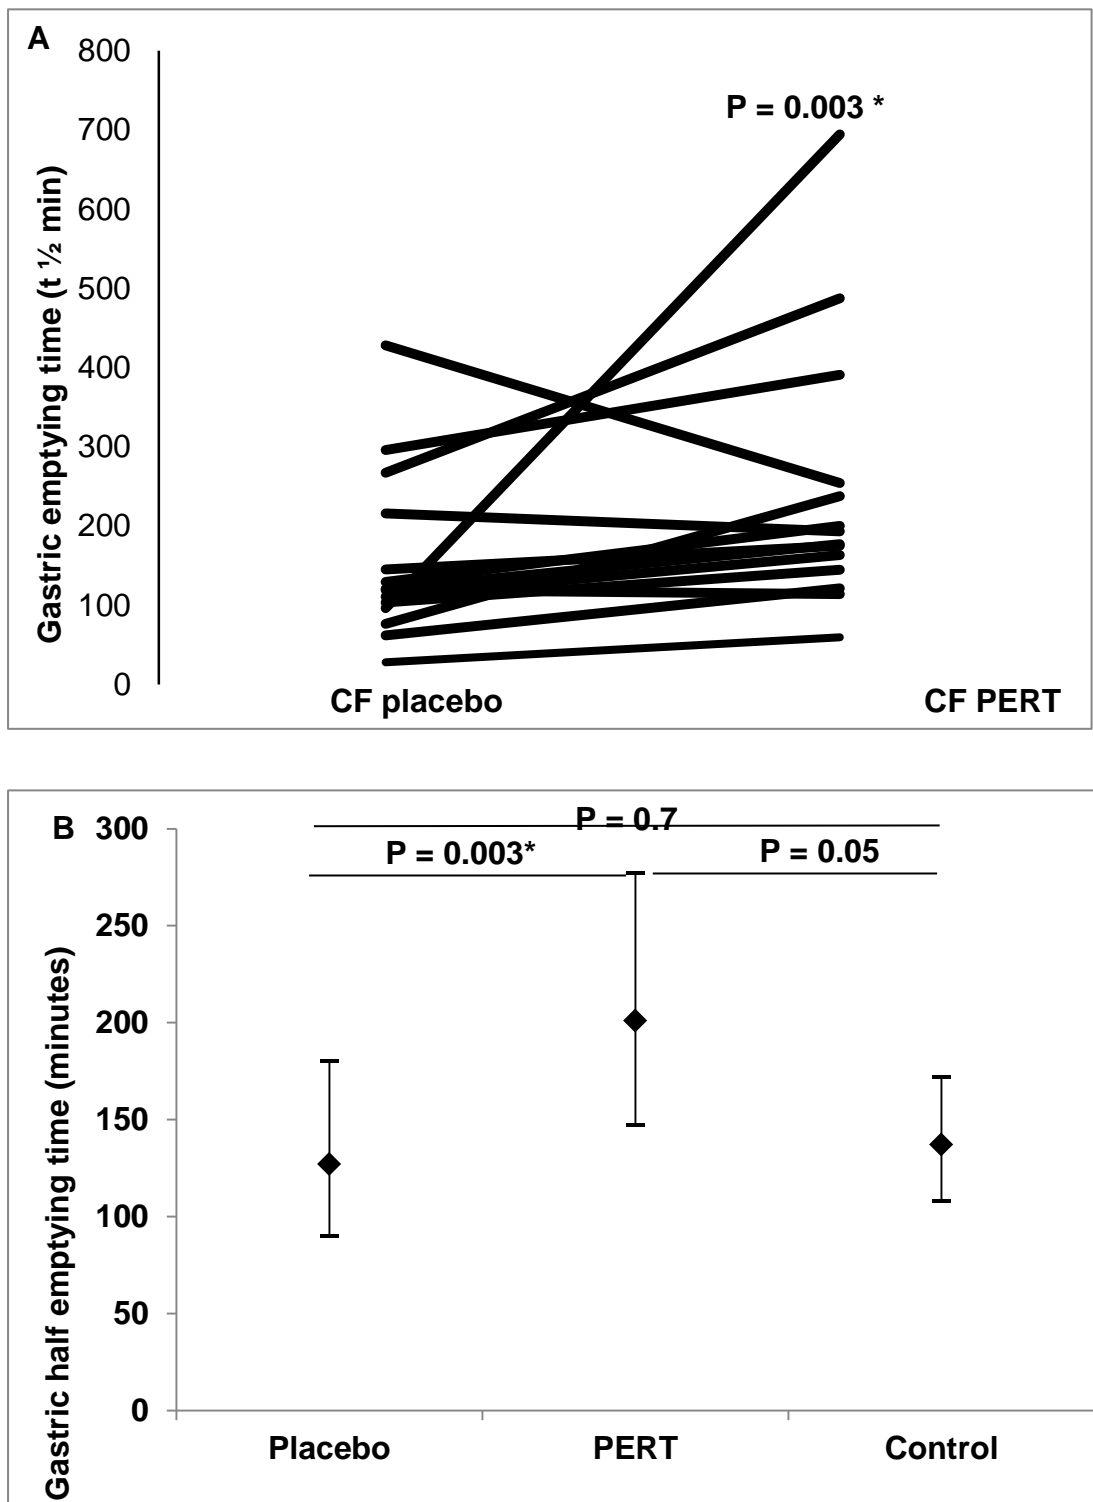 A
800
P = 0.003 *
700
600
500
400
300
200
100
0
Gastric emptying time (t ½ min)
CF placebo CF PERT
B
300
P = 0.7
P = 0.003* P = 0.05
250
200
150
100
50
0
Gastric half emptying time (minutes)
Placebo PERT Control